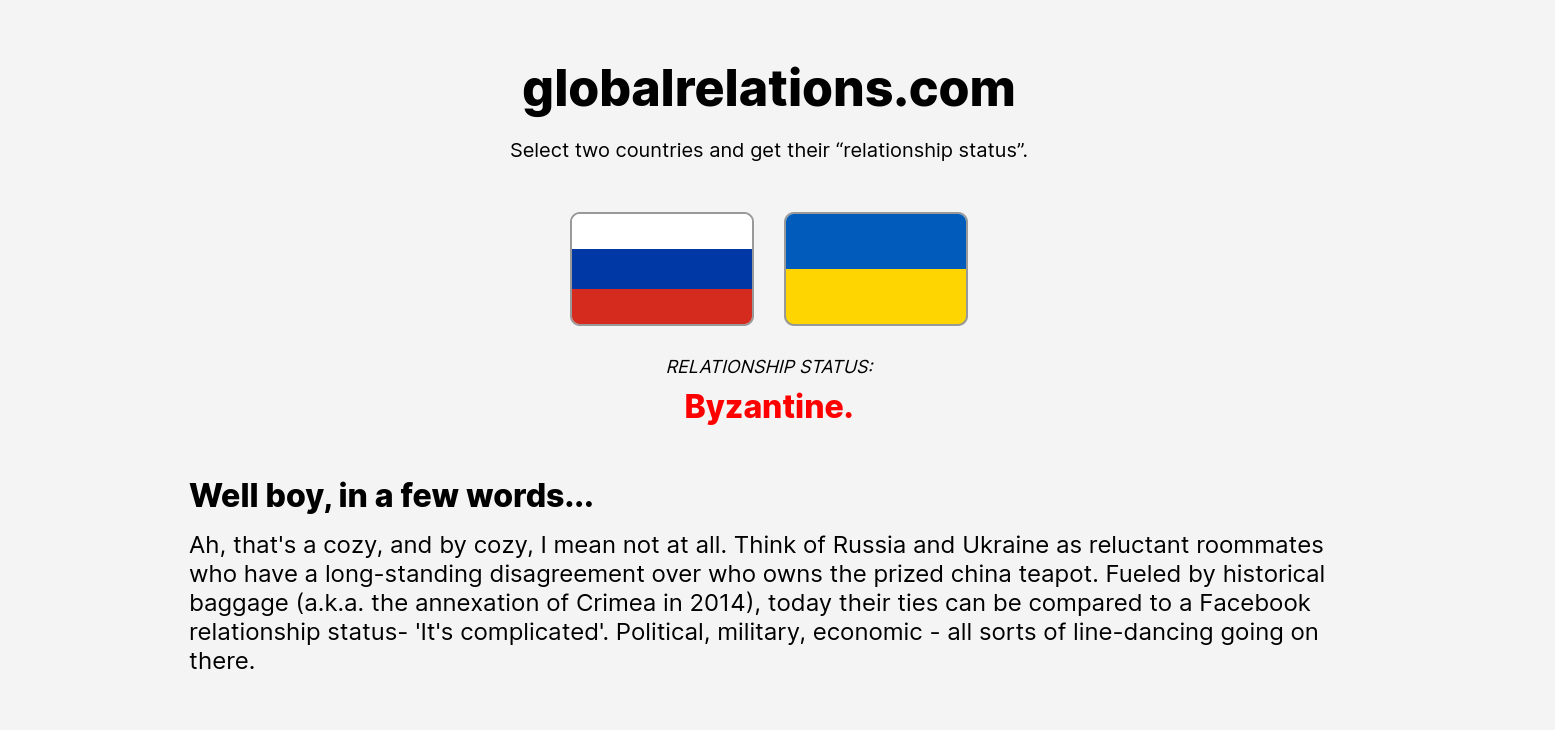 globalrelations.com
Select two countries and get their “relationship status”.
RELATIONSHIP STATUS:
Byzantine.
Well boy, in a few words...
Ah, that's a cozy, and by cozy, I mean not at all. Think of Russia and Ukraine as reluctant roommates
who have a long-standing disagreement over who owns the prized china teapot. Fueled by historical
baggage (a.k.a. the annexation of Crimea in 2014), today their ties can be compared to a Facebook
relationship status- 'It's complicated'. Political, military, economic - all sorts of line-dancing going on
there.